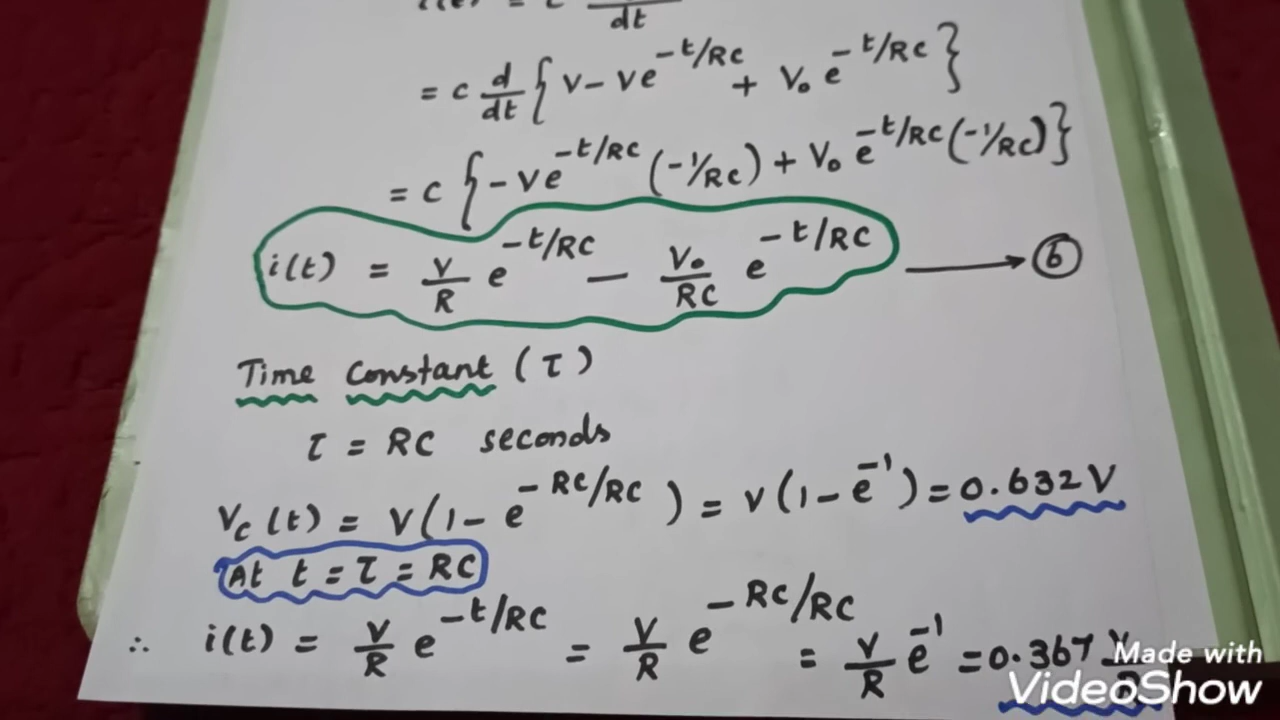 dt
= c d/dt { V - Ve^{-t/RC} + V₀ e^{-t/RC} }
= c { -Ve^{-t/RC} (-1/RC) + V₀ e^{-t/RC} (-1/RC) }
i(t) = V/R e^{-t/RC} - V₀/RC e^{-t/RC} → ⑥
Time Constant (τ)
τ = RC seconds
V_c(t) = V(1 - e^{-RC/RC}) = V(1 - e^{-1}) = 0.632V
At t = τ = RC
∴ i(t) = V/R e^{-t/RC} = V/R e^{-RC/RC} = V/R e^{-1} = 0.367
Made with
VideoShow